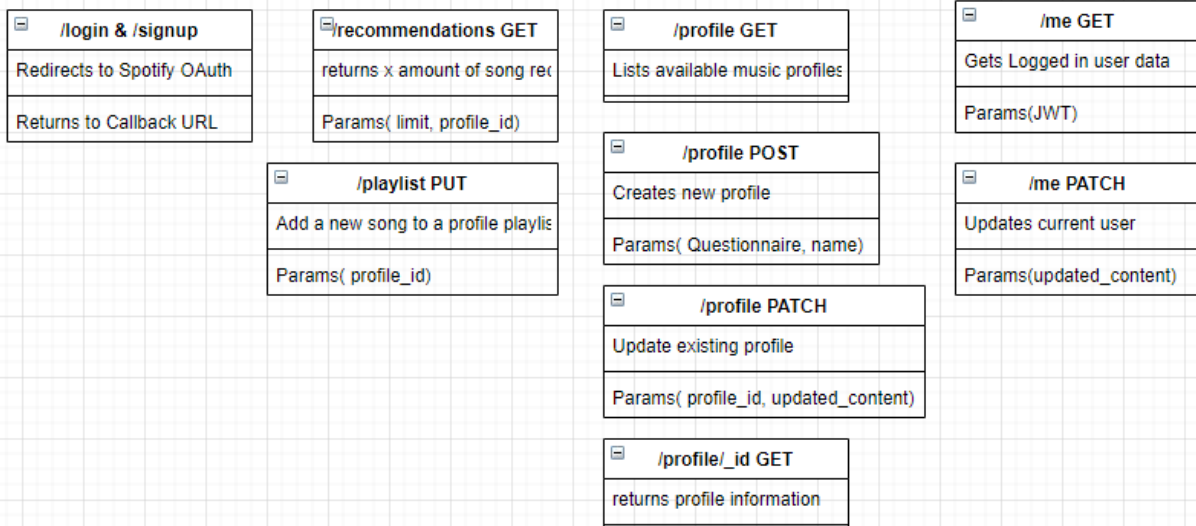 /login & /signup
Redirects to Spotify OAuth
Returns to Callback URL
/recommendations GET
returns x amount of song rec
Params( limit, profile_id)
/playlist PUT
Add a new song to a profile playlis
Params( profile_id)
/profile GET
Lists available music profiles
/profile POST
Creates new profile
Params( Questionnaire, name)
/profile PATCH
Update existing profile
Params( profile_id, updated_content)
/profile/_id GET
returns profile information
/me GET
Gets Logged in user data
Params(JWT)
/me PATCH
Updates current user
Params(updated_content)